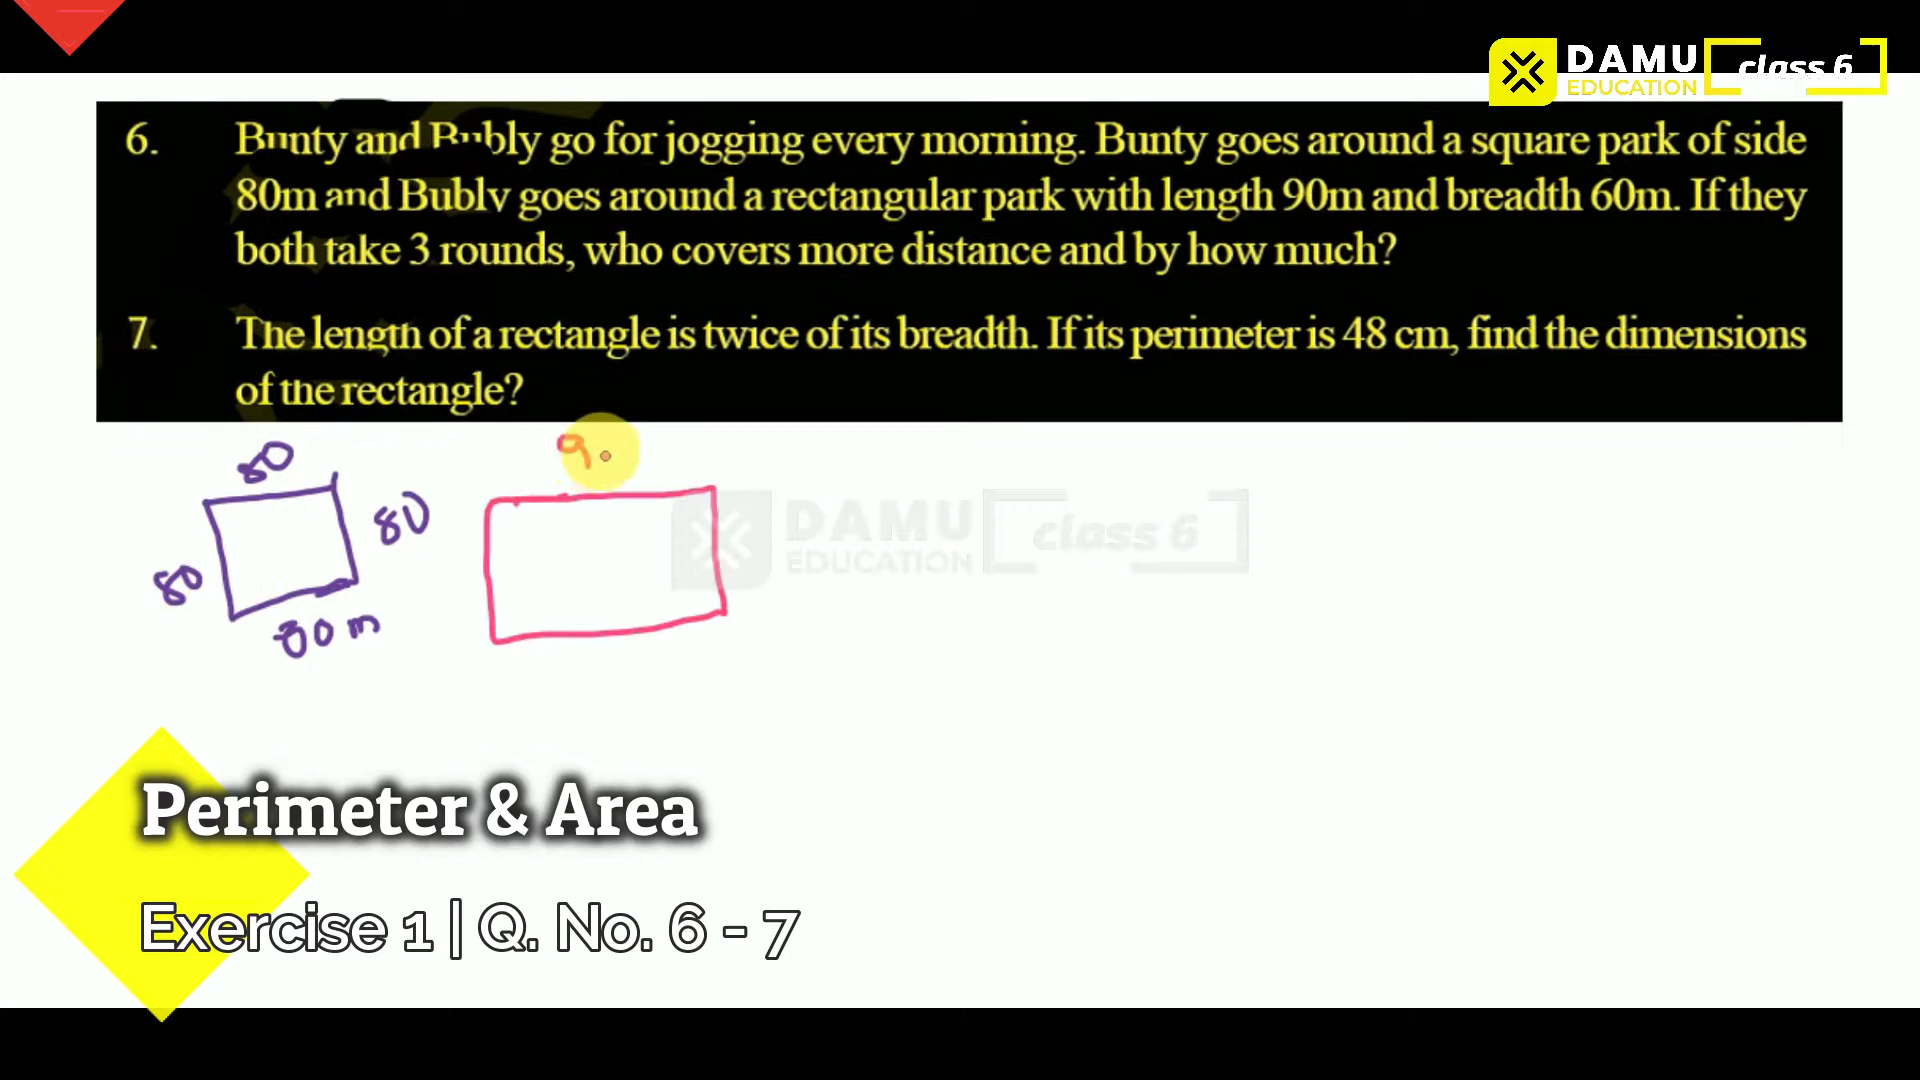 DAMU
EDUCATION
class 6
6. Bunty and Bubly go for jogging every morning. Bunty goes around a square park of side
80m and Bubly goes around a rectangular park with length 90m and breadth 60m. If they
both take 3 rounds, who covers more distance and by how much?
7. The length of a rectangle is twice of its breadth. If its perimeter is 48 cm, find the dimensions
of the rectangle?
80
9
80
80
80 m
DAMU
EDUCATION
class 6
Perimeter & Area
Exercise 1 | Q. No. 6 - 7